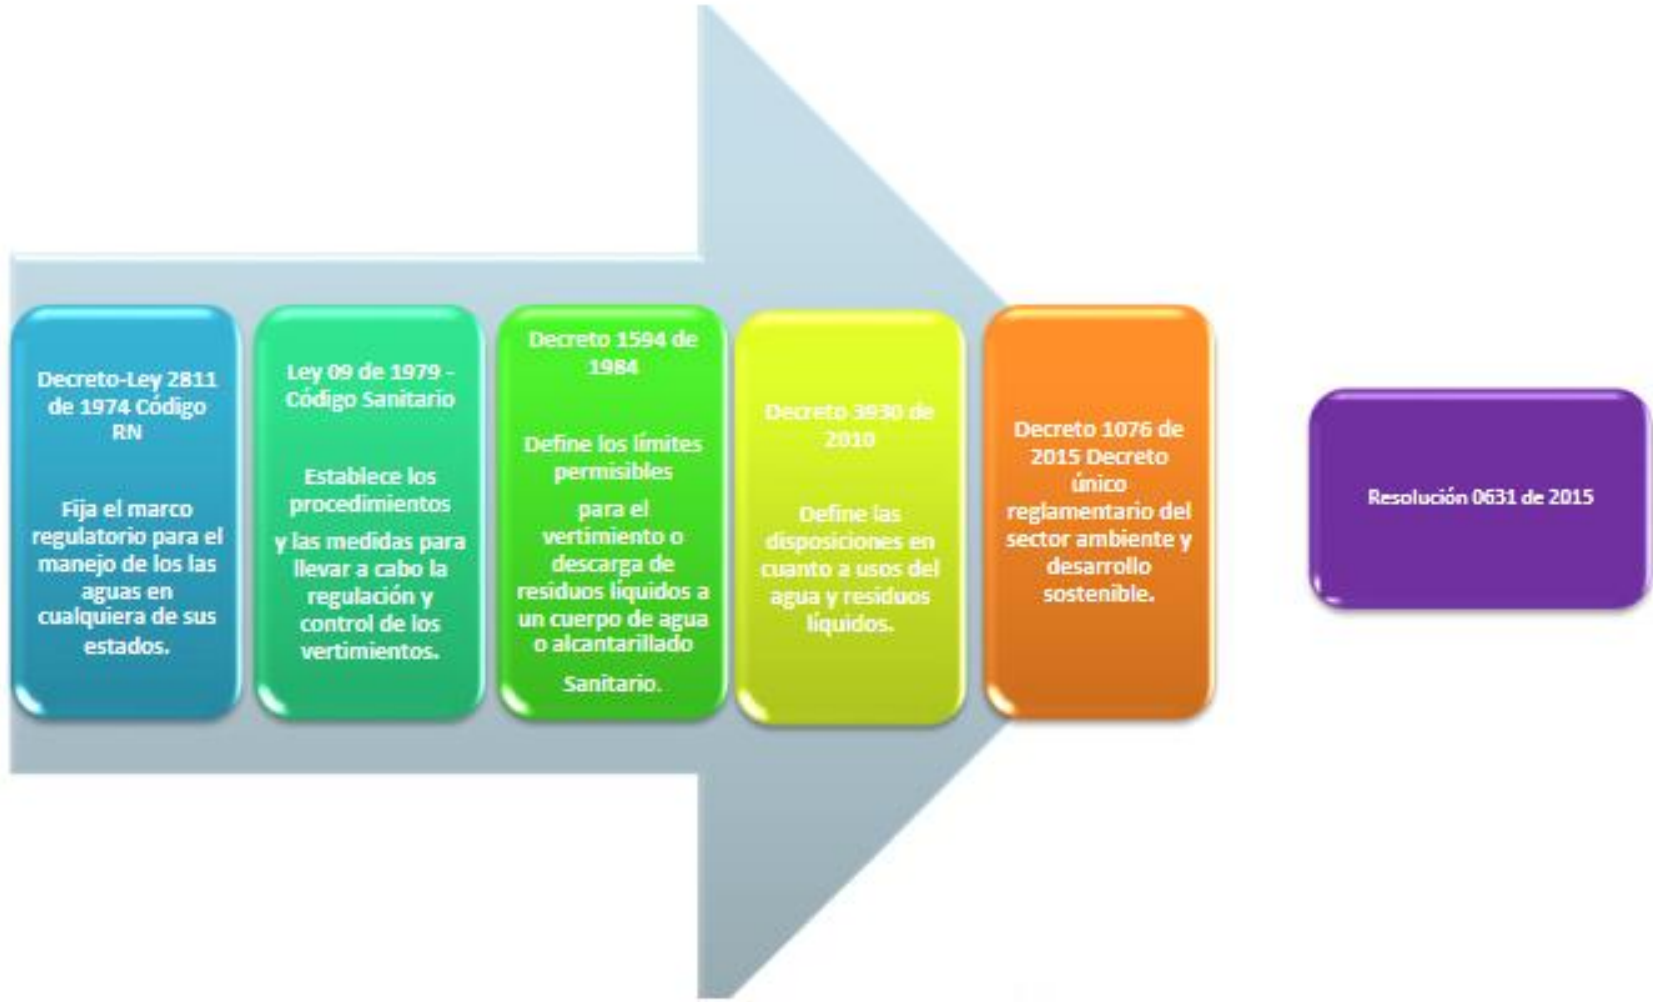 Decreto-Ley 2811
de 1974 Código
RN
Fija el marco
regulatorio para el
manejo de los las
aguas en
cualquiera de sus
estados.
Ley 09 de 1979 -
Código Sanitario
Establece los
procedimientos
y las medidas para
llevar a cabo la
regulación y
control de los
vertimientos.
Decreto 1594 de
1984
Define los límites
permisibles
para el
vertimiento o
descarga de
residuos líquidos a
un cuerpo de agua
o alcantarillado
Sanitario.
Decreto 3930 de
2010
Define las
disposiciones en
cuanto a usos del
agua y residuos
líquidos.
Decreto 1076 de
2015 Decreto
único
reglamentario del
sector ambiente y
desarrollo
sostenible.
Resolución 0631 de 2015